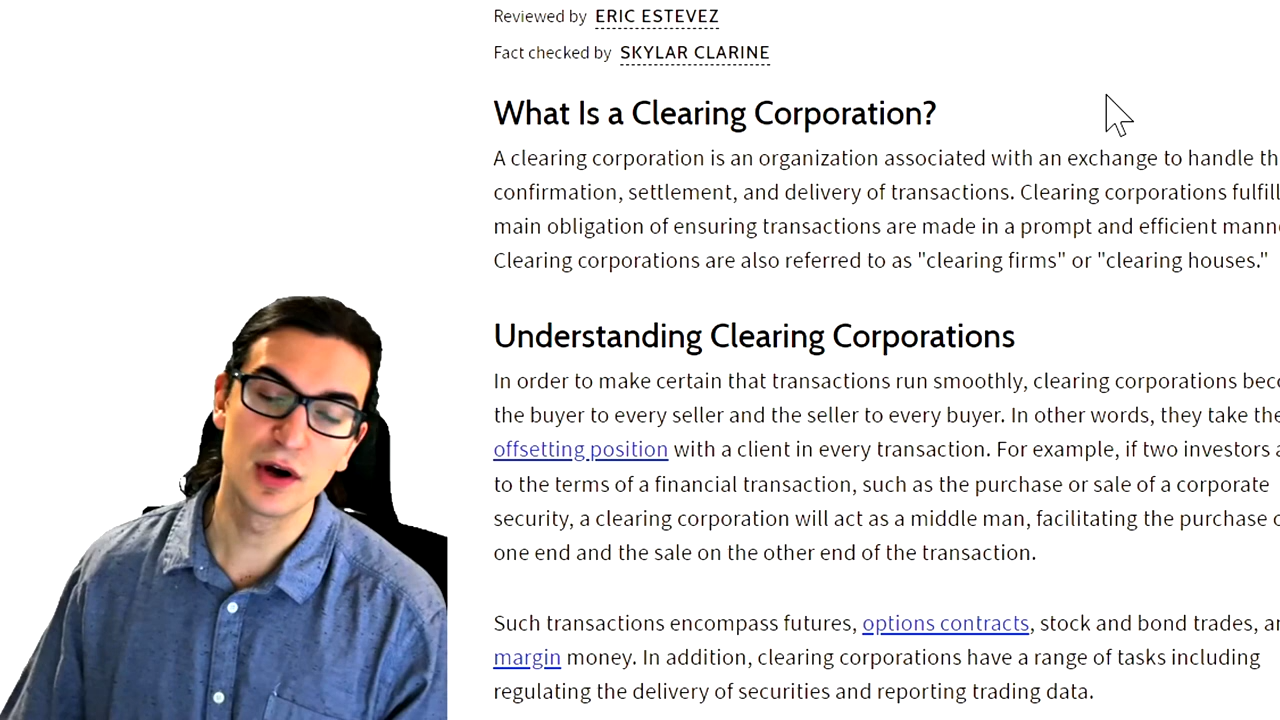 Reviewed by ERIC ESTEVEZ
Fact checked by SKYLAR CLARINE
What Is a Clearing Corporation?
A clearing corporation is an organization associated with an exchange to handle
confirmation, settlement, and delivery of transactions. Clearing corporations fulfill
main obligation of ensuring transactions are made in a prompt and efficient
Clearing corporations are also referred to as "clearing firms" or "clearing houses."
Understanding Clearing Corporations
In order to make certain that transactions run smoothly, clearing corporations
the buyer to every seller and the seller to every buyer. In other words, they take the
offsetting position with a client in every transaction. For example, if two investors
to the terms of a financial transaction, such as the purchase or sale of a corporate
security, a clearing corporation will act as a middle man, facilitating the purchase
one end and the sale on the other end of the transaction.
Such transactions encompass futures, options contracts, stock and bond trades,
margin money. In addition, clearing corporations have a range of tasks including
regulating the delivery of securities and reporting trading data.